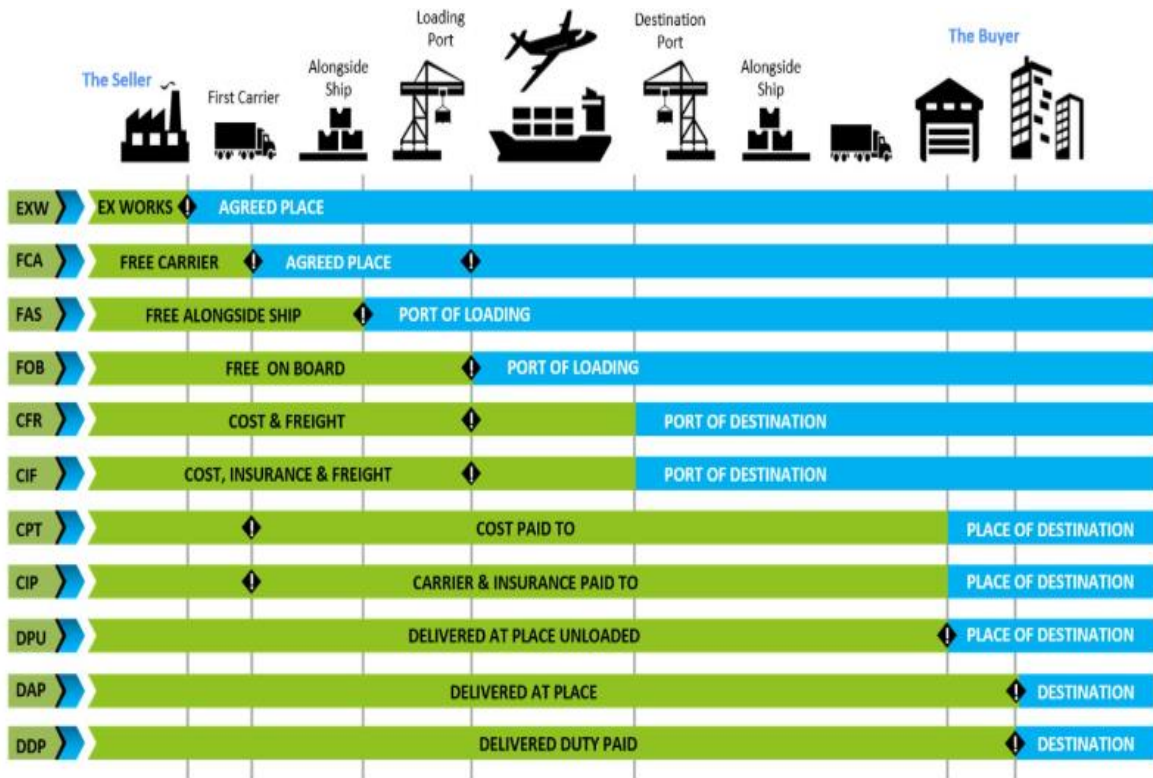 Loading
Port
Destination
Port
The Buyer
The Seller
Alongside
Ship
Alongside
Ship
First Carrier
EXW EX WORKS ! AGREED PLACE
FCA FREE CARRIER ! AGREED PLACE !
FAS FREE ALONGSIDE SHIP ! PORT OF LOADING
FOB FREE ON BOARD ! PORT OF LOADING
CFR COST & FREIGHT ! PORT OF DESTINATION
CIF COST, INSURANCE & FREIGHT ! PORT OF DESTINATION
CPT ! COST PAID TO PLACE OF DESTINATION
CIP ! CARRIER & INSURANCE PAID TO PLACE OF DESTINATION
DPU DELIVERED AT PLACE UNLOADED ! PLACE OF DESTINATION
DAP DELIVERED AT PLACE ! DESTINATION
DDP DELIVERED DUTY PAID ! DESTINATION